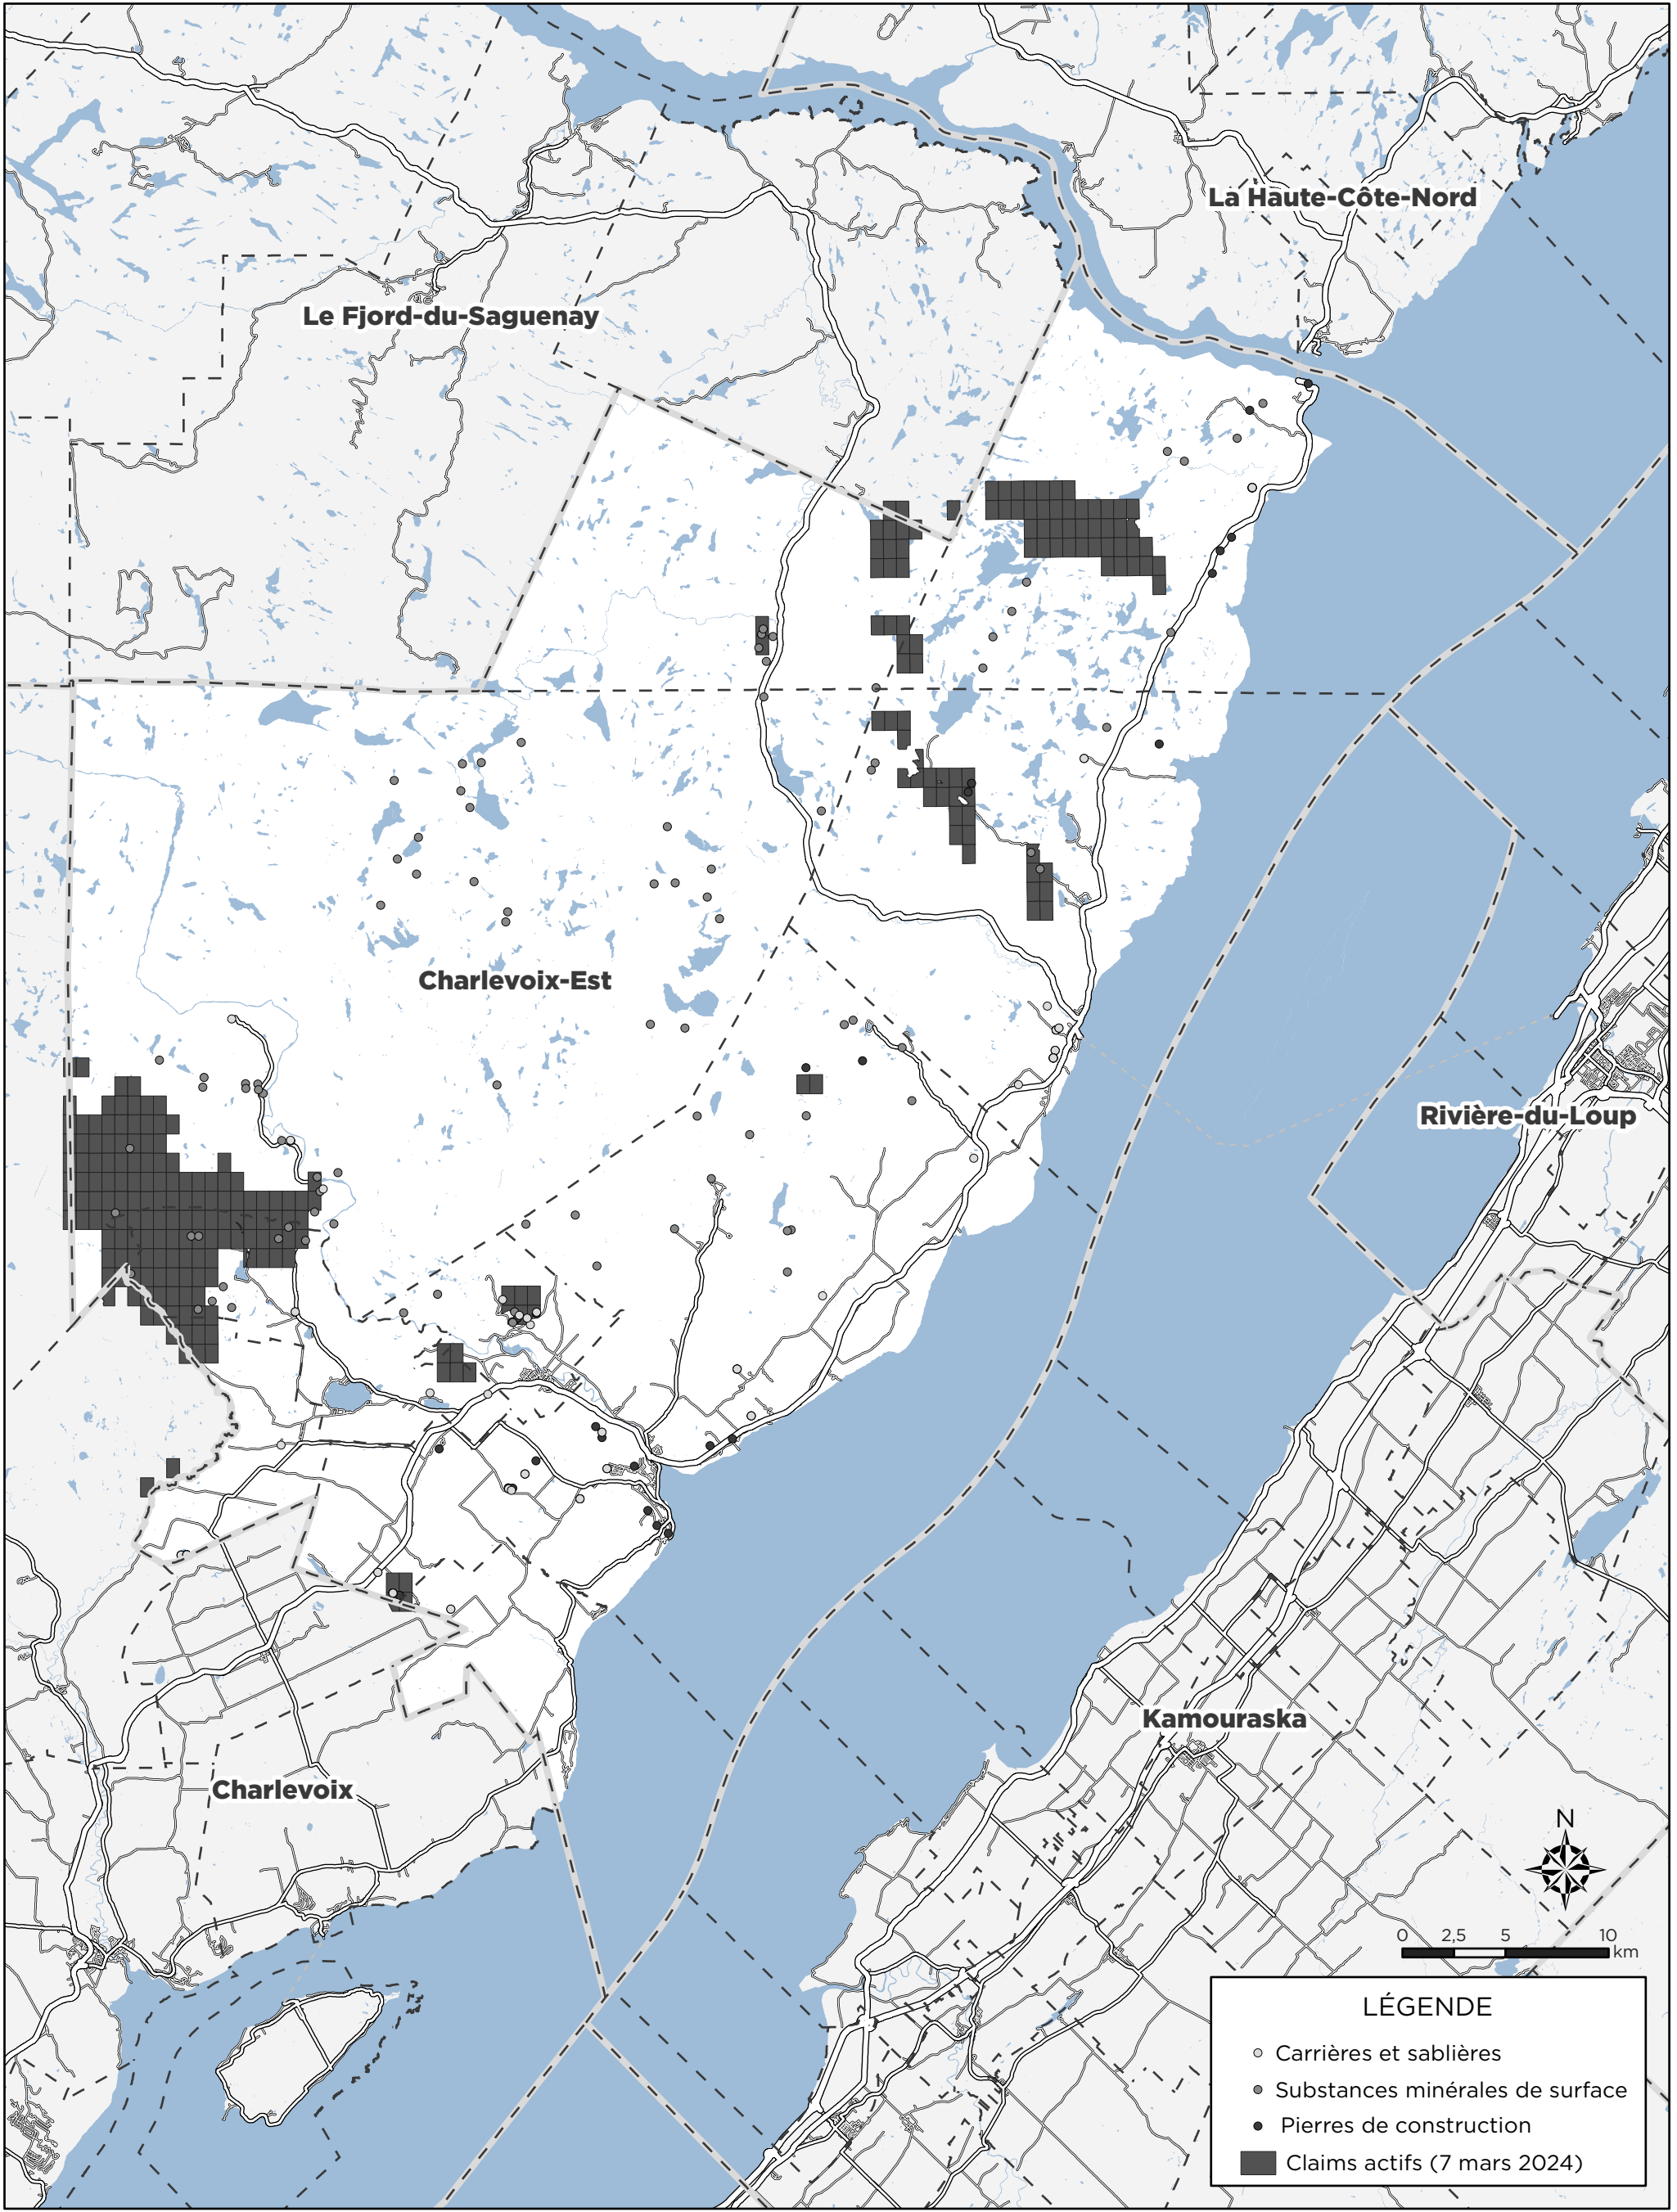 La Haute-Côte-Nord
Le Fjord-du-Saguenay
Charlevoix-Est
Rivière-du-Loup
Kamouraska
Charlevoix
N
0 2,5 5 10
km
LÉGENDE
Carrières et sablières
Substances minérales de surface
Pierres de construction
Claims actifs (7 mars 2024)